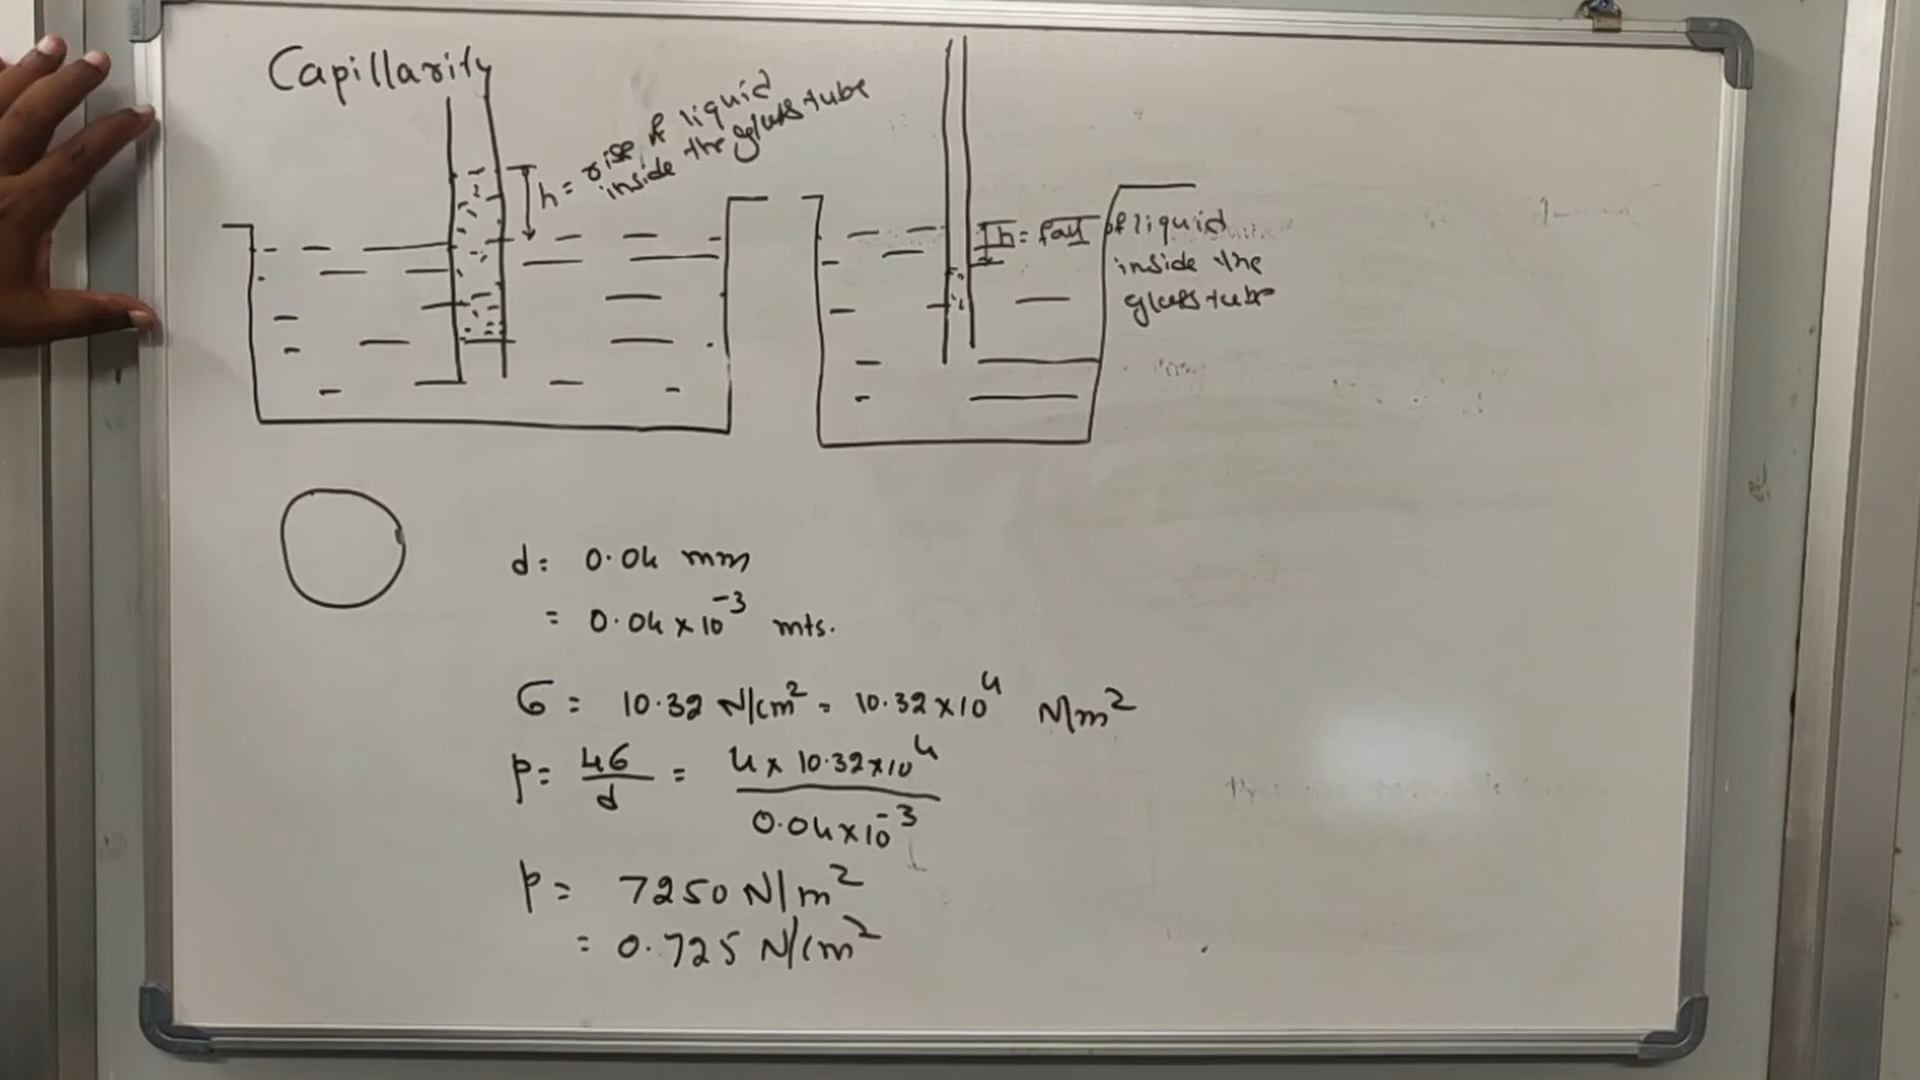 Capillarity
h = rise of liquid
inside the glass tube
h = fall of liquid
inside the
glass tube
d = 0.04 mm
= 0.04 × 10⁻³ mts.
σ = 10.32 N/cm² = 10.32 × 10⁴ N/m²
p = 4σ/d = 4 × 10.32 × 10⁴ / 0.04 × 10⁻³
p = 7250 N/m²
= 0.725 N/cm²